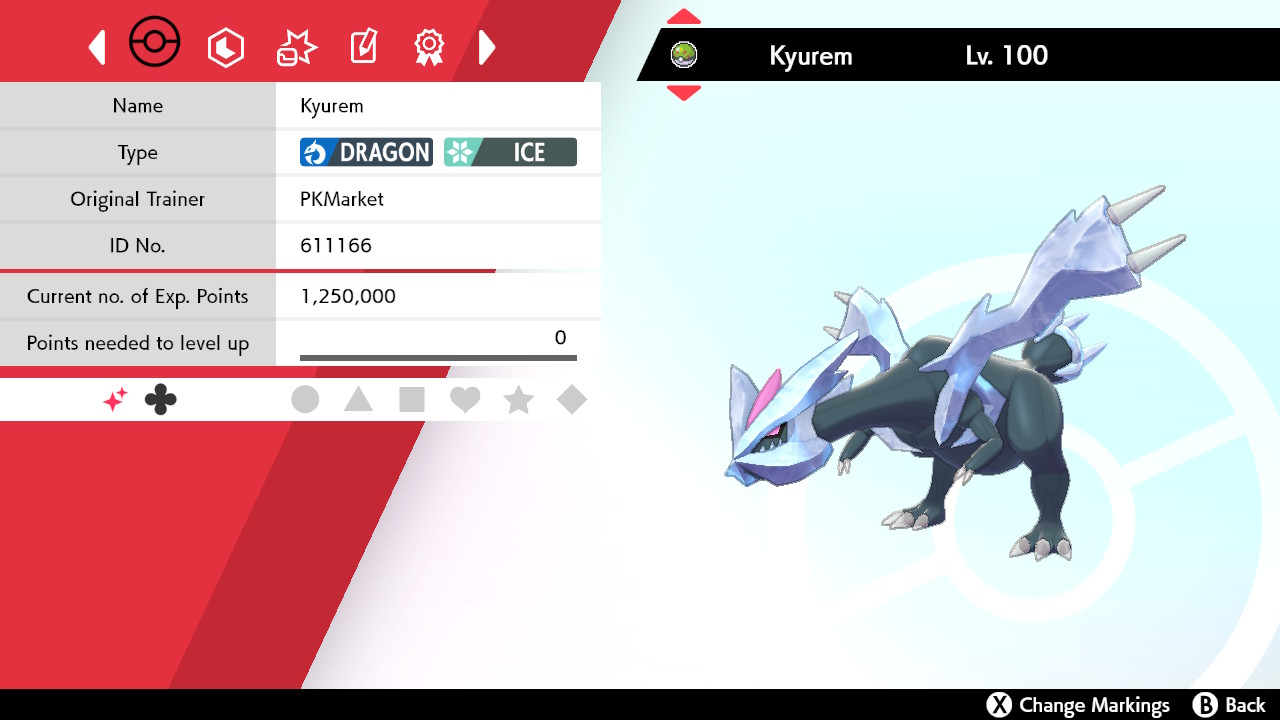 Kyurem Lv. 100
Name Kyurem
Type DRAGON ICE
Original Trainer PKMarket
ID No. 611166
Current no. of Exp. Points 1,250,000
Points needed to level up 0
X Change Markings B Back